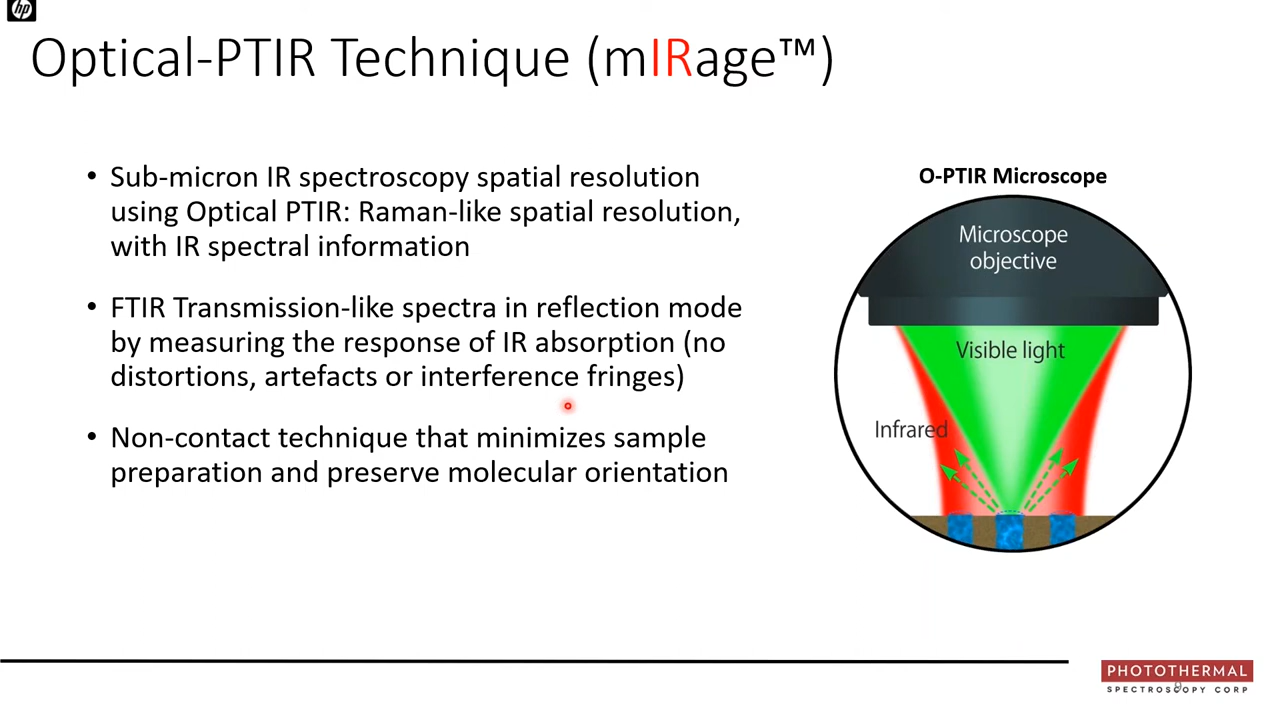 hp
Optical-PTIR Technique (mIRage™)
• Sub-micron IR spectroscopy spatial resolution
using Optical PTIR: Raman-like spatial resolution,
with IR spectral information
• FTIR Transmission-like spectra in reflection mode
by measuring the response of IR absorption (no
distortions, artefacts or interference fringes)
• Non-contact technique that minimizes sample
preparation and preserve molecular orientation
O-PTIR Microscope
Microscope
objective
Visible light
Infrared
PHOTOTHERMAL
SPECTROSCOPY CORP
9